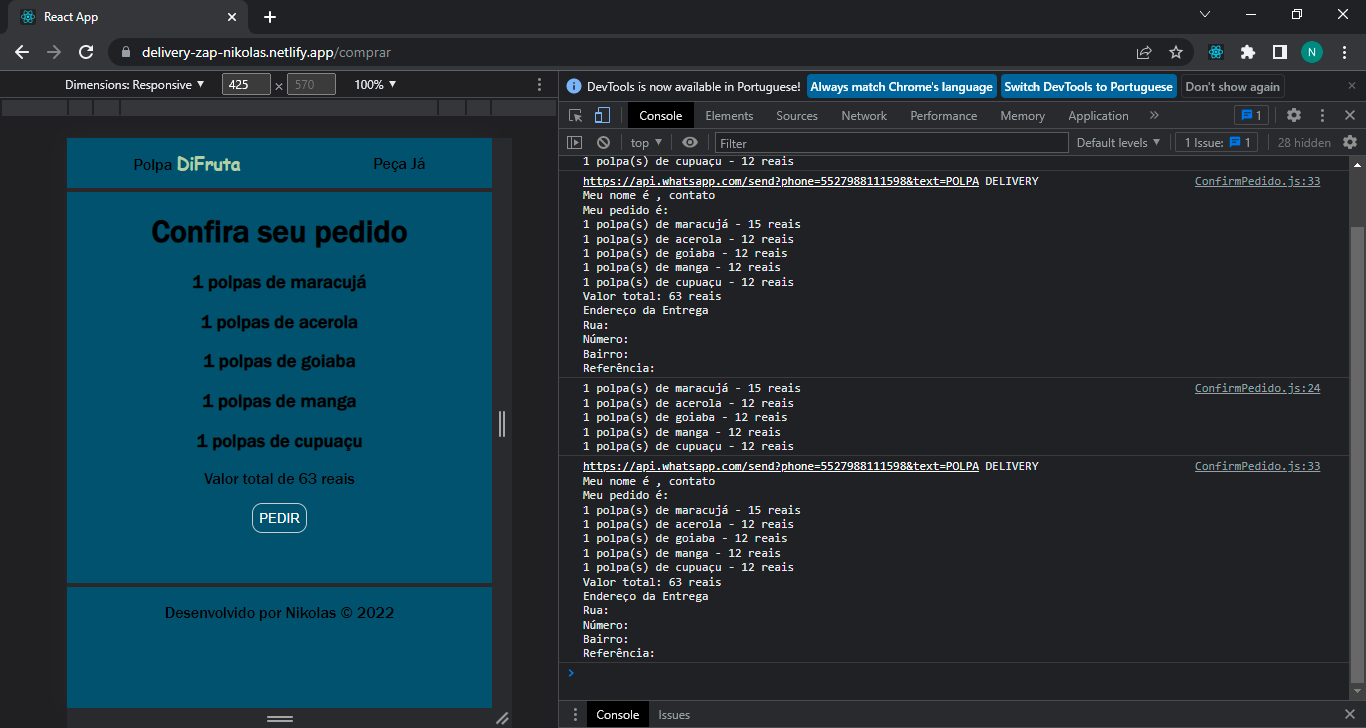 React App
delivery-zap-nikolas.netlify.app/comprar
N
Dimensions: Responsive
425
×
570
100%
Polpa DiFruta
Peça Já
Confira seu pedido
1 polpas de maracujá
1 polpas de acerola
1 polpas de goiaba
1 polpas de manga
1 polpas de cupuaçu
Valor total de 63 reais
PEDIR
Desenvolvido por Nikolas © 2022
DevTools is now available in Portuguese!
Always match Chrome's language
Switch DevTools to Portuguese
Don't show again
Console
Elements
Sources
Network
Performance
Memory
Application
1
top
Filter
Default levels
1 Issue: 1
28 hidden
1 polpa(s) de cupuaçu - 12 reais
https://api.whatsapp.com/send?phone=5527988111598&text=POLPA DELIVERY ConfirmPedido.js:33
Meu nome é , contato
Meu pedido é:
1 polpa(s) de maracujá - 15 reais
1 polpa(s) de acerola - 12 reais
1 polpa(s) de goiaba - 12 reais
1 polpa(s) de manga - 12 reais
1 polpa(s) de cupuaçu - 12 reais
Valor total: 63 reais
Endereço da Entrega
Rua:
Número:
Bairro:
Referência:
1 polpa(s) de maracujá - 15 reais ConfirmPedido.js:24
1 polpa(s) de acerola - 12 reais
1 polpa(s) de goiaba - 12 reais
1 polpa(s) de manga - 12 reais
1 polpa(s) de cupuaçu - 12 reais
https://api.whatsapp.com/send?phone=5527988111598&text=POLPA DELIVERY ConfirmPedido.js:33
Meu nome é , contato
Meu pedido é:
1 polpa(s) de maracujá - 15 reais
1 polpa(s) de acerola - 12 reais
1 polpa(s) de goiaba - 12 reais
1 polpa(s) de manga - 12 reais
1 polpa(s) de cupuaçu - 12 reais
Valor total: 63 reais
Endereço da Entrega
Rua:
Número:
Bairro:
Referência:
Console
Issues